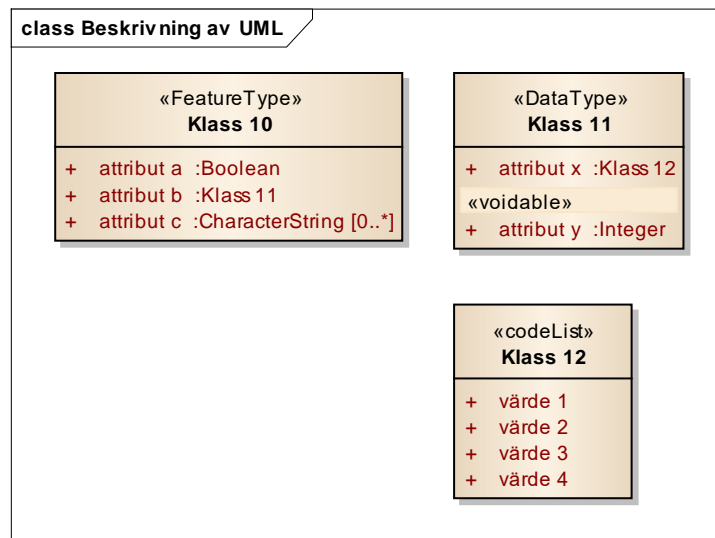 class Beskrivning av UML
«FeatureType»
Klass 10
+ attribut a :Boolean
+ attribut b :Klass 11
+ attribut c :CharacterString [0..*]
«DataType»
Klass 11
+ attribut x :Klass 12
«voidable»
+ attribut y :Integer
«codeList»
Klass 12
+ värde 1
+ värde 2
+ värde 3
+ värde 4